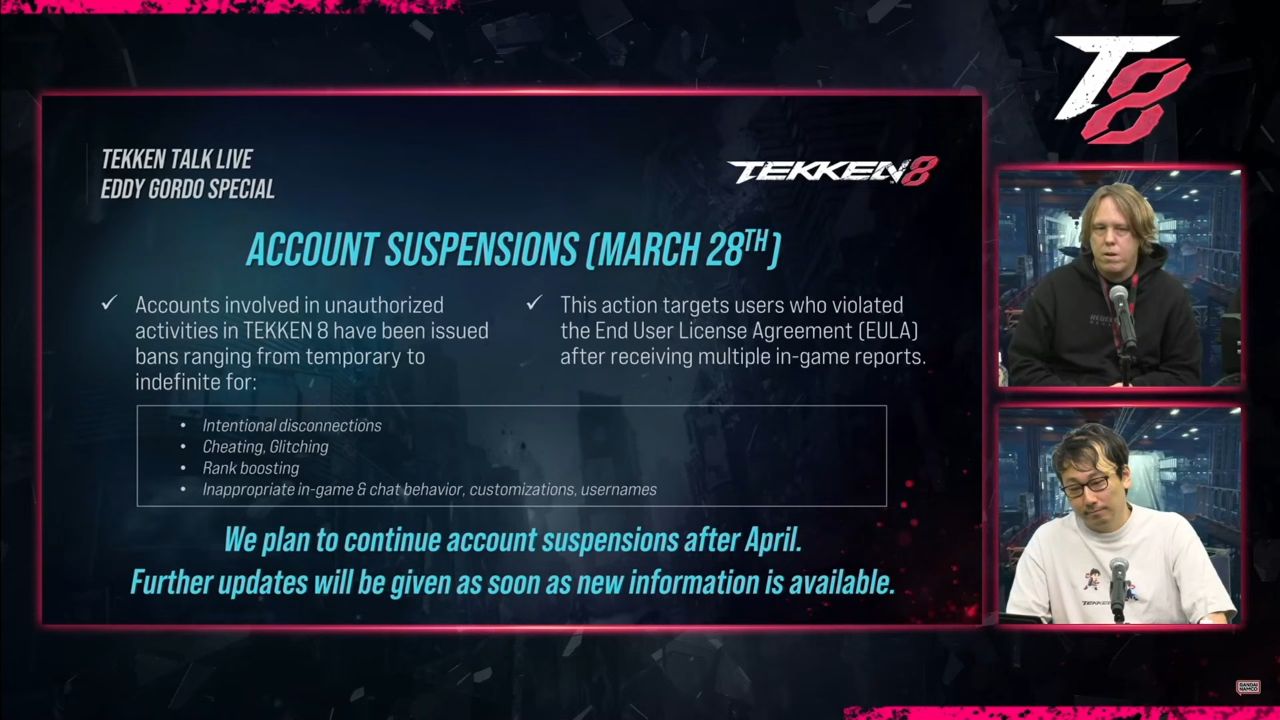 T8
TEKKEN TALK LIVE
EDDY GORDO SPECIAL
TEKKEN 8
ACCOUNT SUSPENSIONS (MARCH 28TH)
✓ Accounts involved in unauthorized
activities in TEKKEN 8 have been issued
bans ranging from temporary to
indefinite for:
✓ This action targets users who violated
the End User License Agreement (EULA)
after receiving multiple in-game reports.
• Intentional disconnections
• Cheating, Glitching
• Rank boosting
• Inappropriate in-game & chat behavior, customizations, usernames
We plan to continue account suspensions after April.
Further updates will be given as soon as new information is available.
BANDAI
NAMCO